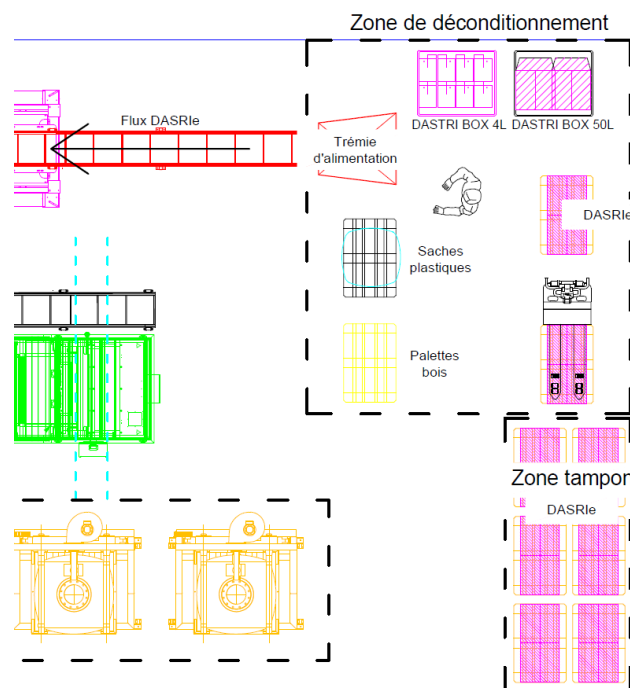 Zone de déconditionnement
Flux DASRIe
DASTRI BOX 4L
DASTRI BOX 50L
Trémie
d'alimentation
DASRIe
Saches
plastiques
Palettes
bois
Zone tampon
DASRIe